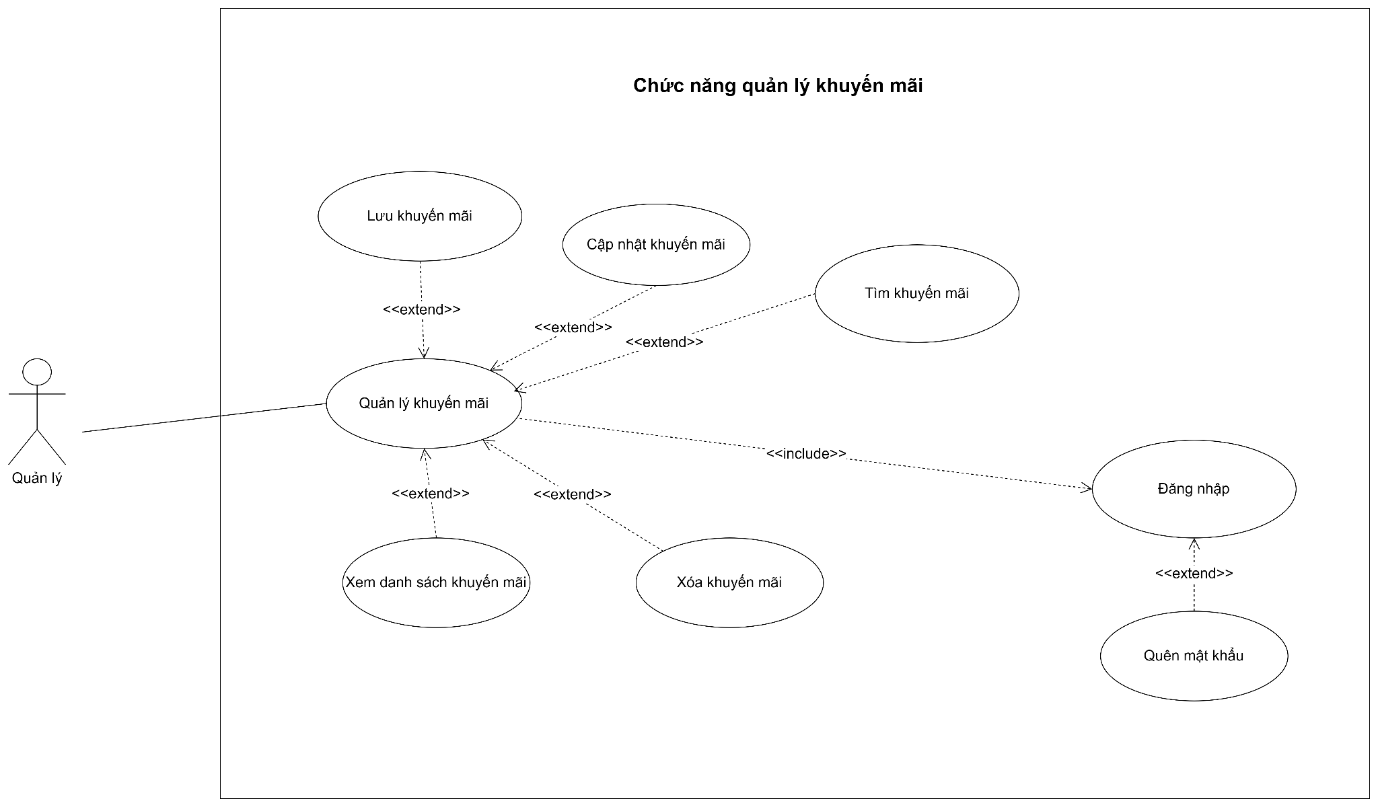 Chức năng quản lý khuyến mãi
Lưu khuyến mãi
Cập nhật khuyến mãi
Tìm khuyến mãi
<<extend>>
<<extend>>
<<extend>>
Quản lý khuyến mãi
Quản lý
<<include>>
Đăng nhập
<<extend>>
<<extend>>
<<extend>>
Xem danh sách khuyến mãi
Xóa khuyến mãi
Quên mật khẩu